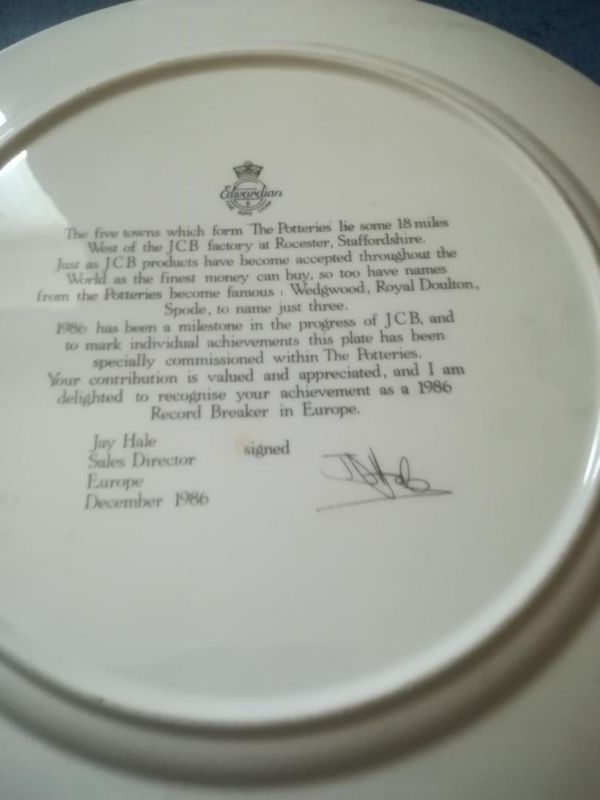 Edwardian
FINE BONE CHINA
The five towns which form 'The Potteries' lie some 18 miles
West of the JCB factory at Rocester, Staffordshire.
Just as JCB products have become accepted throughout the
World as the finest money can buy, so too have names
from the Potteries become famous : Wedgwood, Royal Doulton,
Spode, to name just three.
1986 has been a milestone in the progress of JCB, and
to mark individual achievements this plate has been
specially commissioned within The Potteries.
Your contribution is valued and appreciated, and I am
delighted to recognise your achievement as a 1986
Record Breaker in Europe.
Jay Hale signed
Sales Director
Europe
December 1986